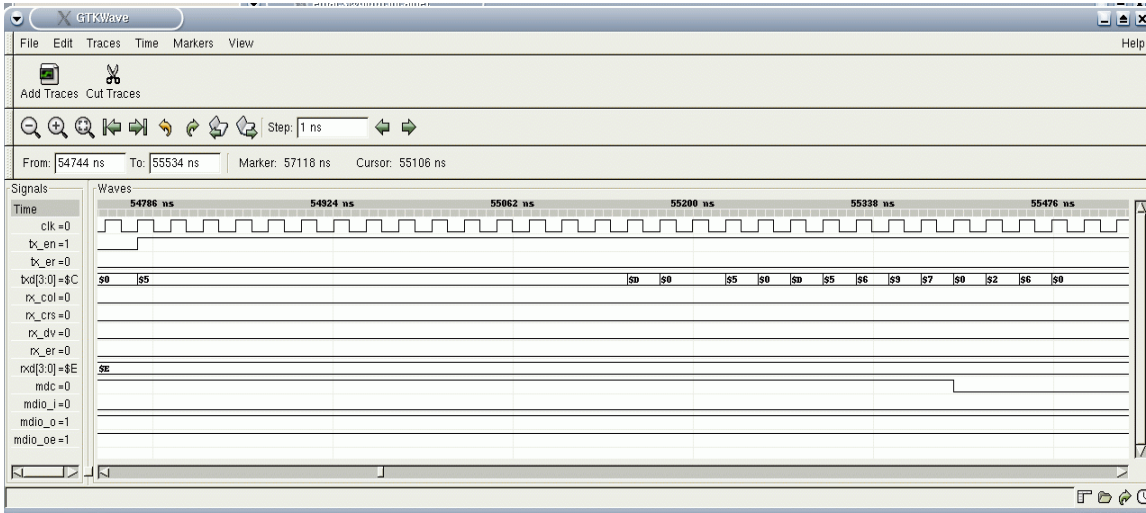 GTKWave
File Edit Traces Time Markers View Help
Add Traces Cut Traces
Step: 1 ns
From: 54744 ns To: 55534 ns Marker: 57118 ns Cursor: 55106 ns
Signals Waves
Time 54786 ns 54924 ns 55062 ns 55200 ns 55338 ns 55476 ns
clk =0
tx_en =1
tx_er =0
txd[3:0] =$C $0 $5 $D $0 $5 $0 $D $5 $6 $9 $7 $0 $2 $6 $0
rx_col =0
rx_crs =0
rx_dv =0
rx_er =0
rxd[3:0] =$E $E
mdc =0
mdio_i =0
mdio_o =1
mdio_oe =1